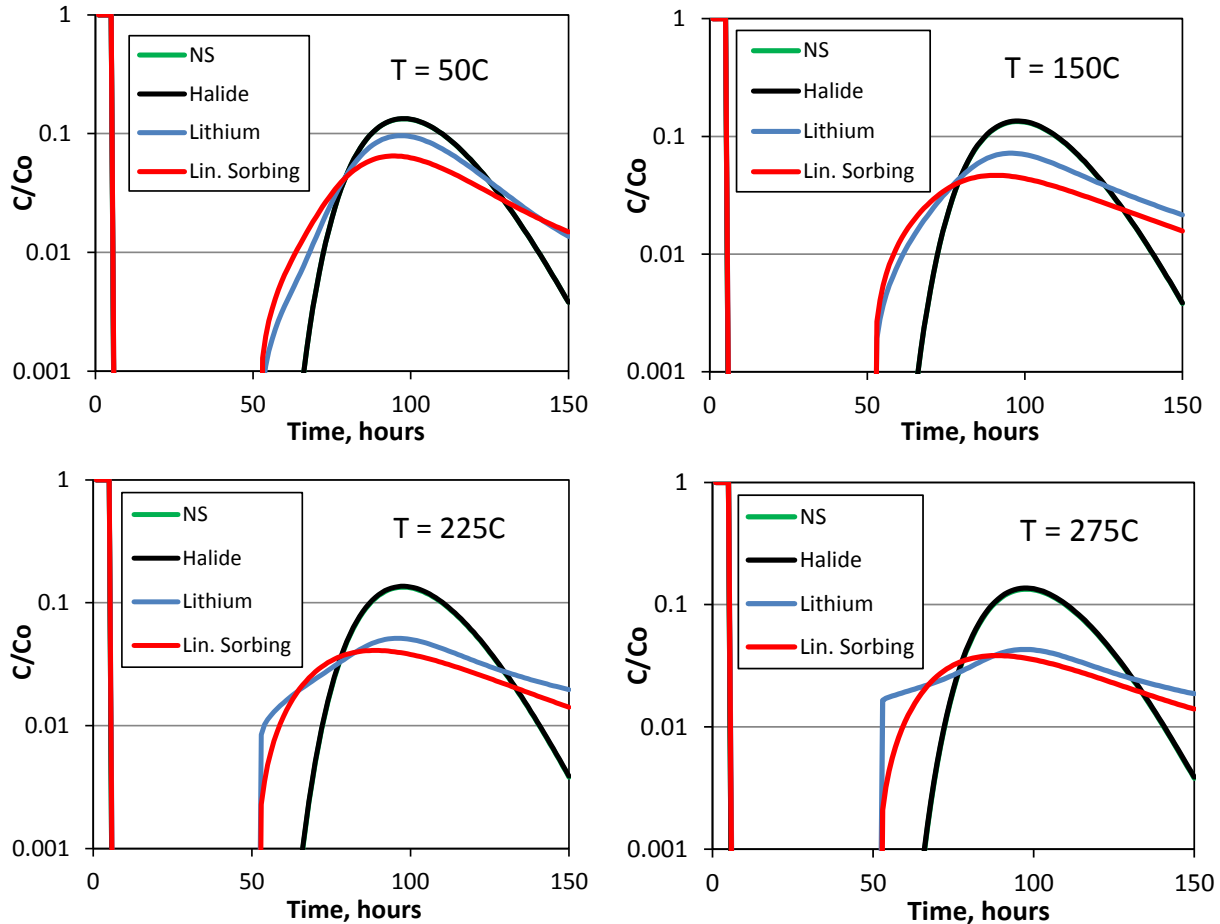 1
NS
T = 50C
Halide
0.1
Lithium
C/Co
Lin. Sorbing
0.01
0.001
0
50
100
150
Time, hours
1
NS
T = 150C
Halide
0.1
Lithium
C/Co
Lin. Sorbing
0.01
0.001
0
50
100
150
Time, hours
1
NS
T = 225C
Halide
0.1
Lithium
C/Co
Lin. Sorbing
0.01
0.001
0
50
100
150
Time, hours
1
NS
T = 275C
Halide
0.1
Lithium
C/Co
Lin. Sorbing
0.01
0.001
0
50
100
150
Time, hours